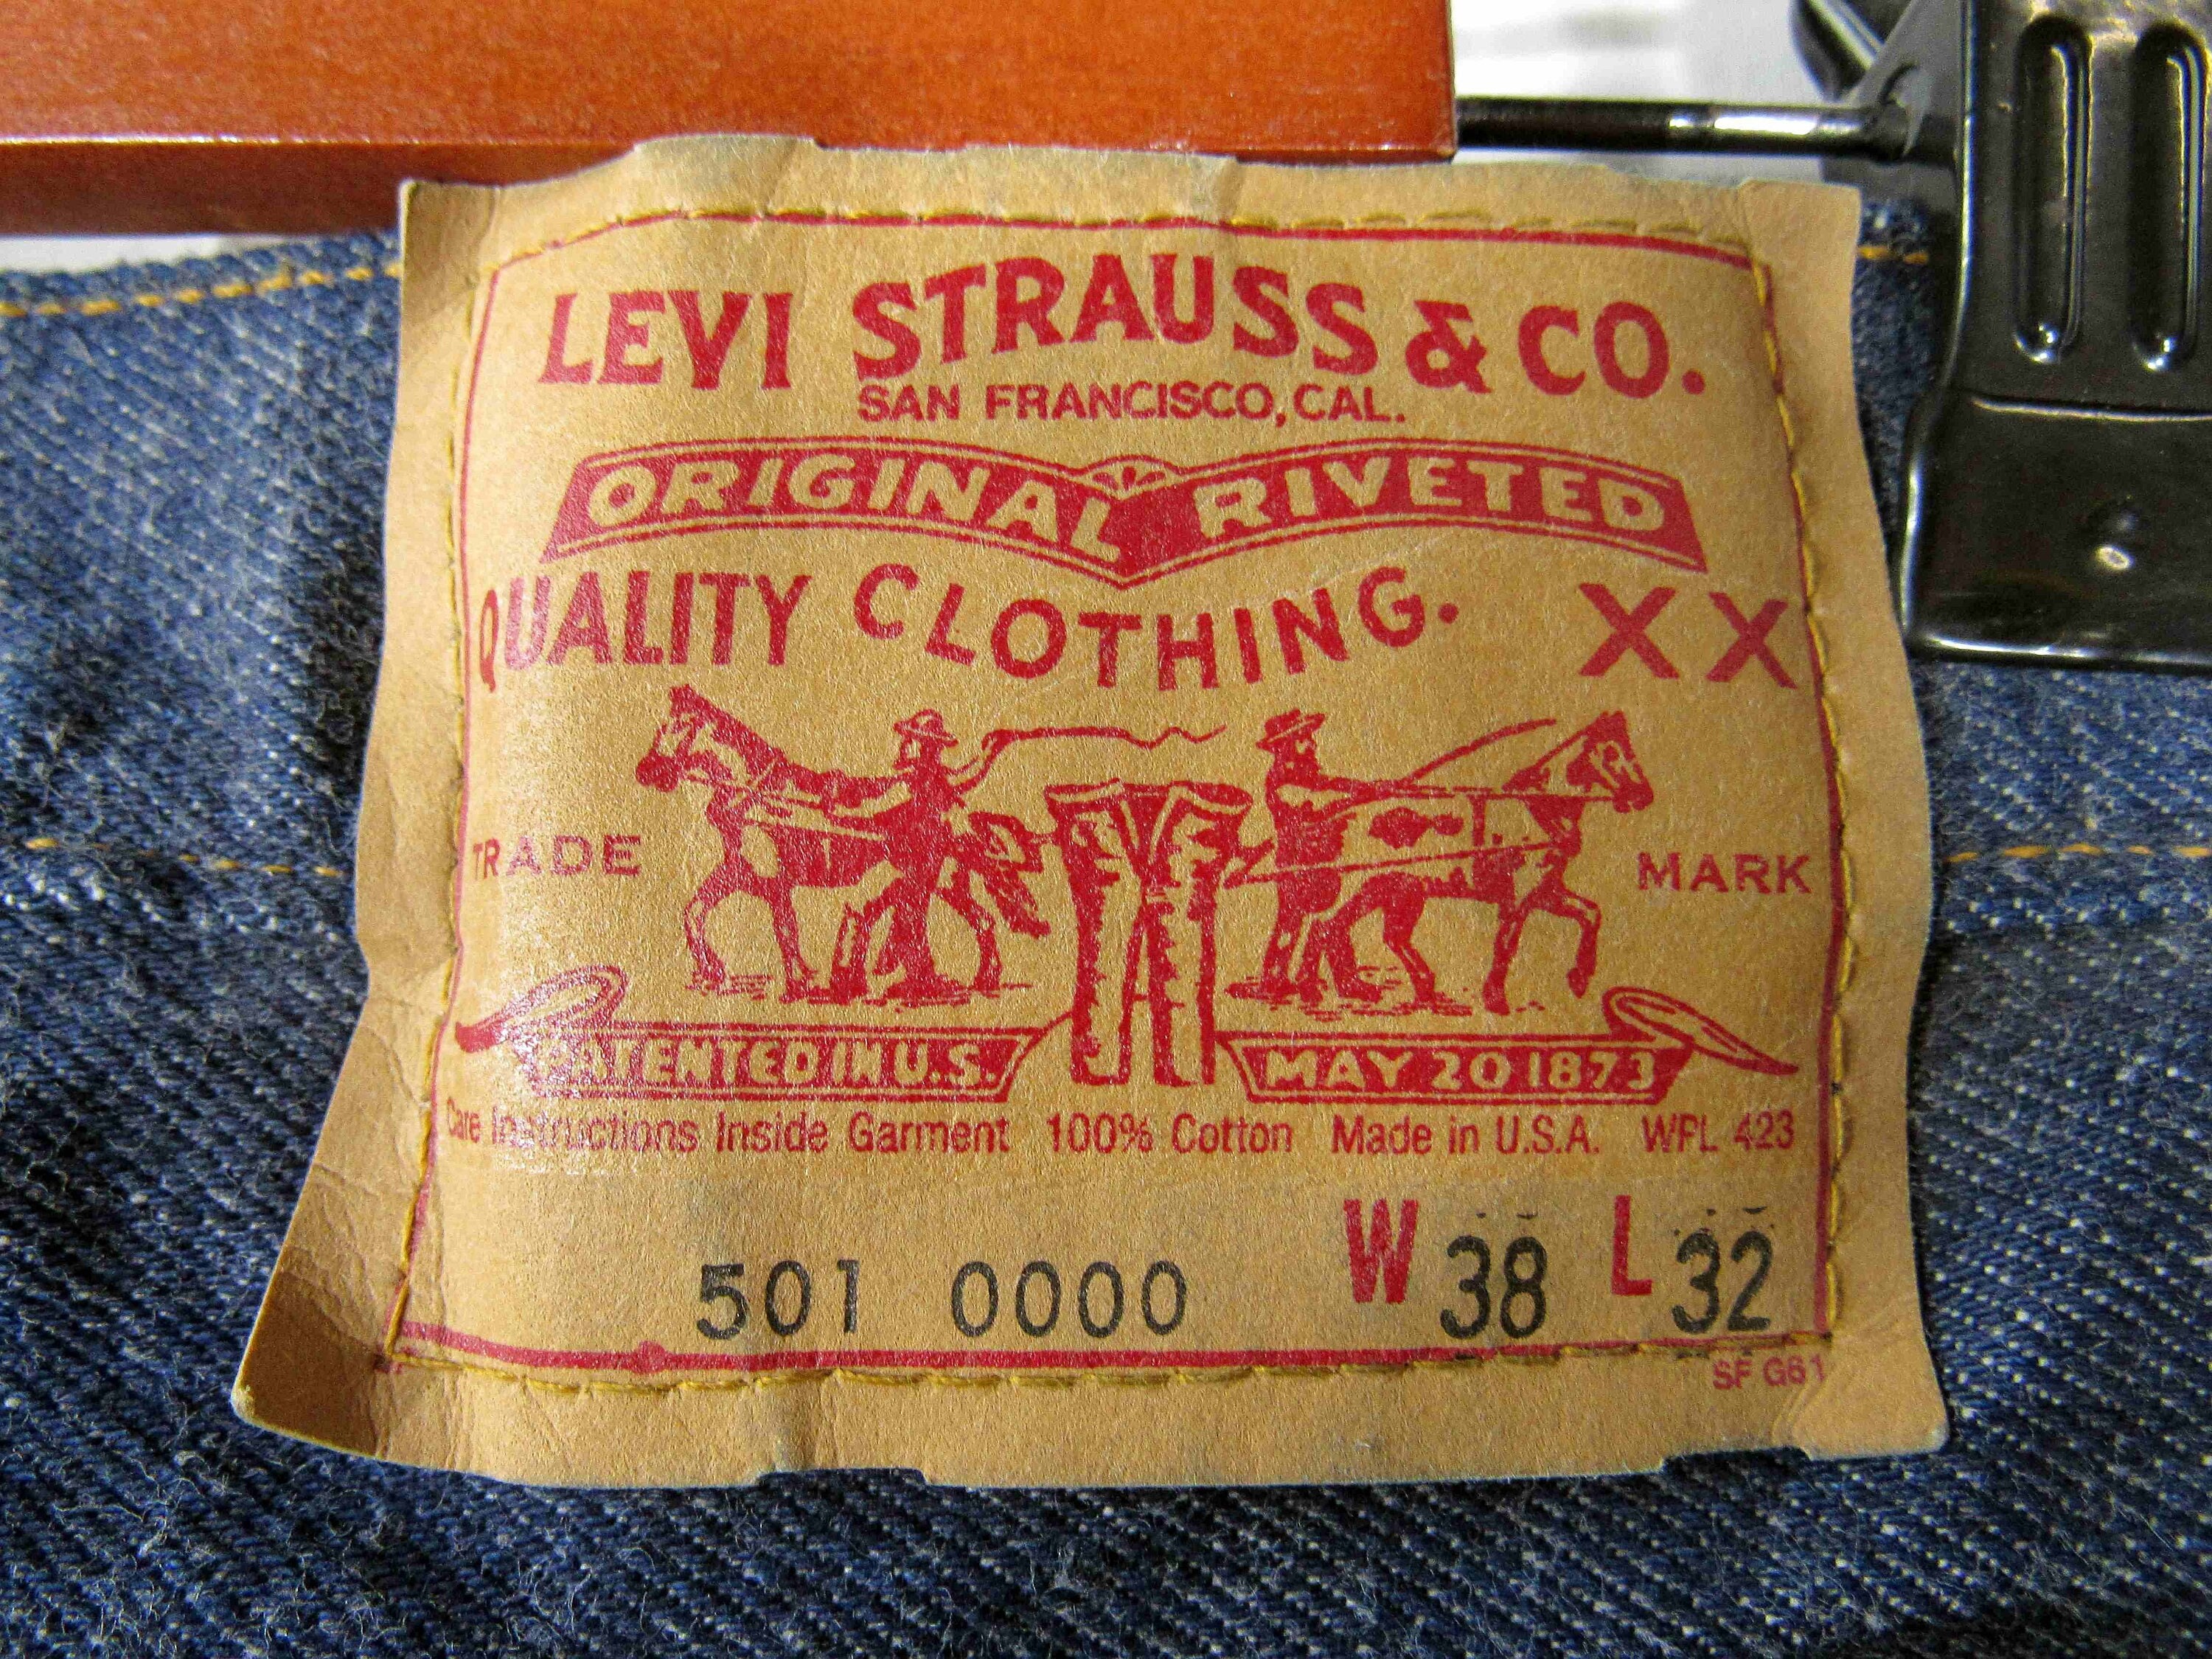 LEVI STRAUSS & CO.
SAN FRANCISCO, CAL.
ORIGINAL RIVETED
QUALITY CLOTHING. XX
TRADE MARK
PATENTED IN U.S. MAY 20 1873
Care Instructions Inside Garment 100% Cotton Made in U.S.A. WPL 423
501 0000 W 38 L 32
SF G61